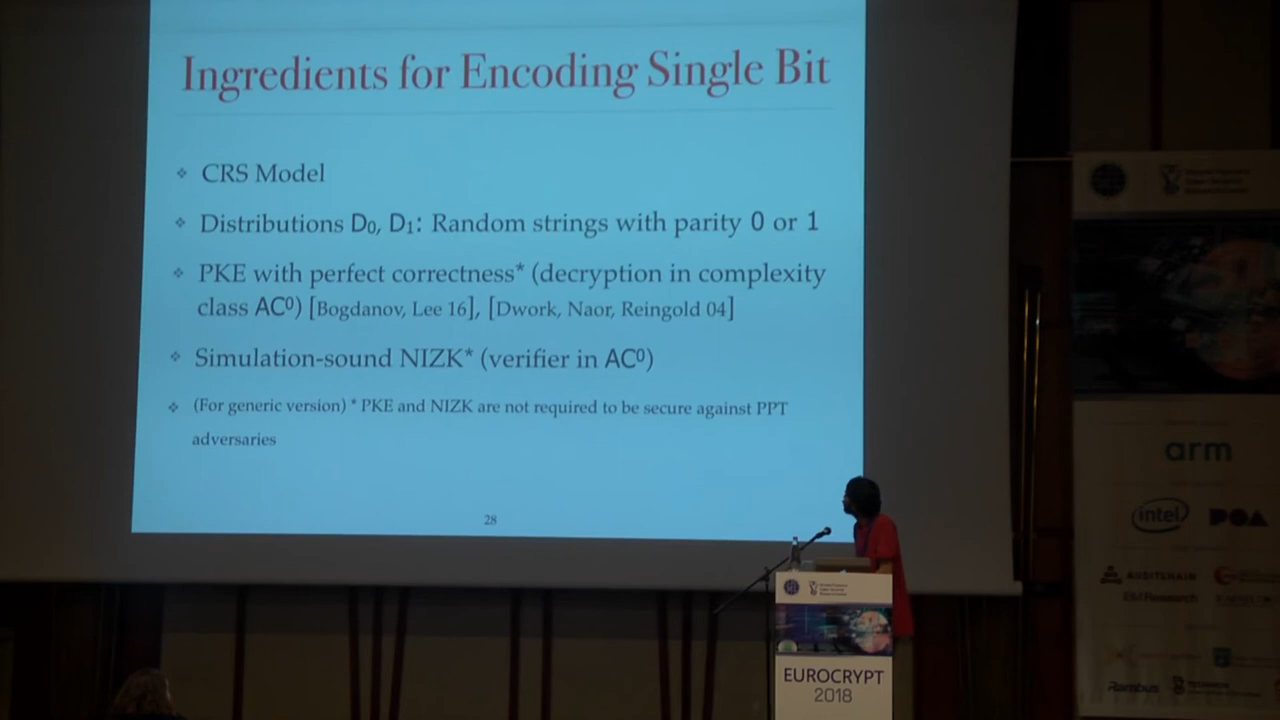 Ingredients for Encoding Single Bit
❖ CRS Model
❖ Distributions D₀, D₁: Random strings with parity 0 or 1
❖ PKE with perfect correctness* (decryption in complexity
class AC⁰) [Bogdanov, Lee 16], [Dwork, Naor, Reingold 04]
❖ Simulation-sound NIZK* (verifier in AC⁰)
❖ (For generic version) * PKE and NIZK are not required to be secure against PPT
adversaries
28
EUROCRYPT
2018
arm
intel
POA
AUDITCHAIN
Rambus